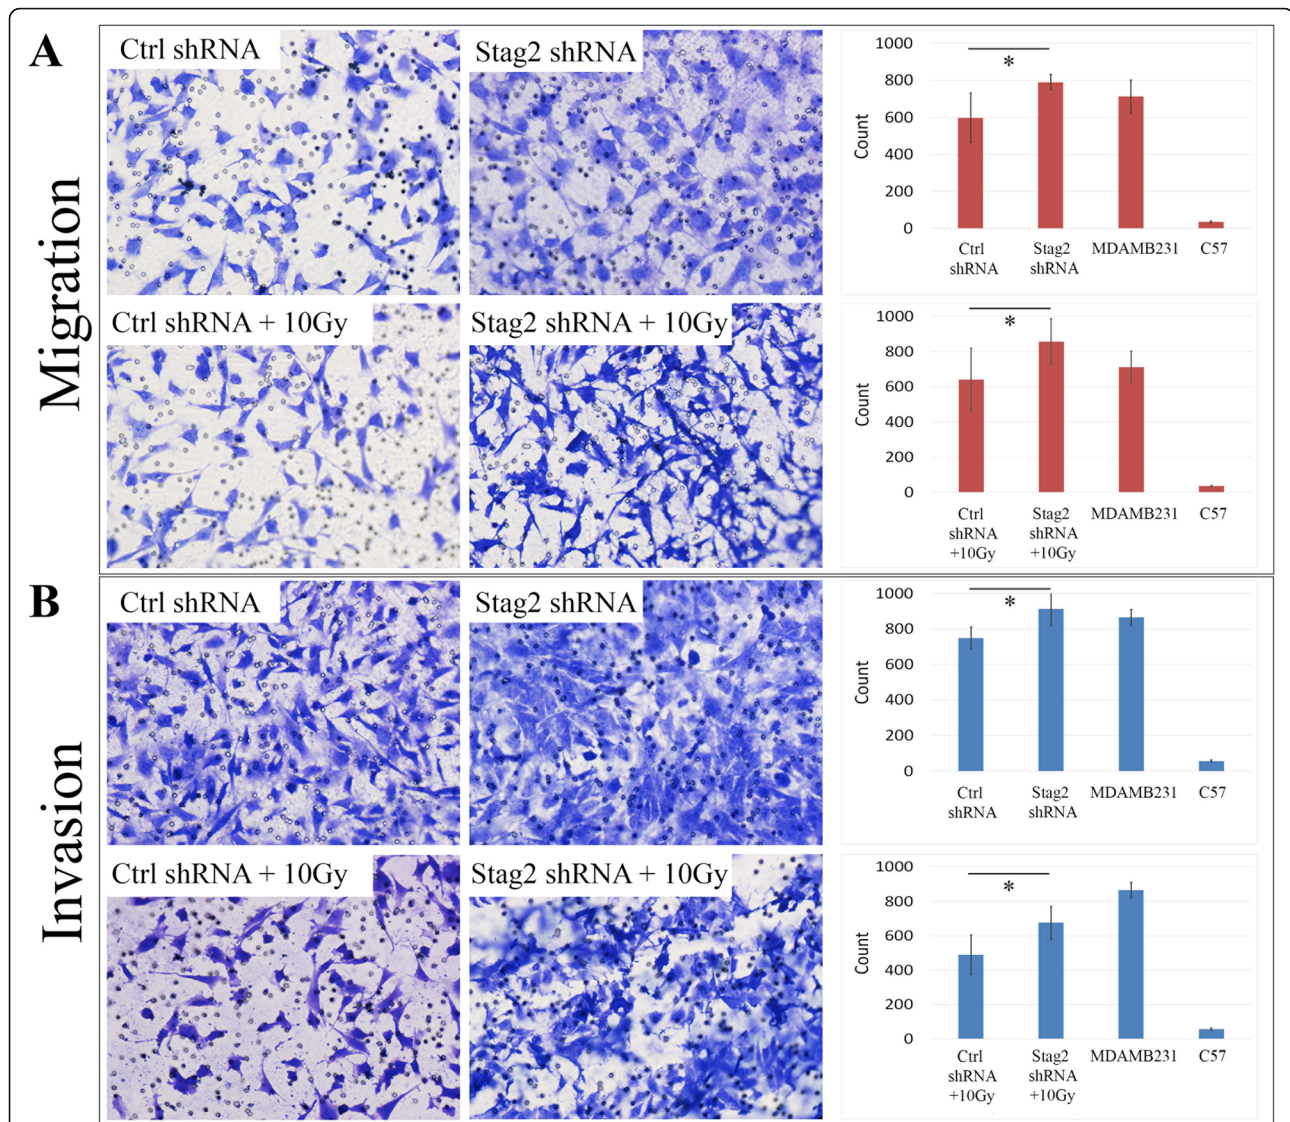 A
Migration
Ctrl shRNA
Stag2 shRNA
1000
800
600
400
200
0
Count
*
Ctrl
shRNA
Stag2
shRNA
MDAMB231
C57
Ctrl shRNA + 10Gy
Stag2 shRNA + 10Gy
1000
800
600
400
200
0
Count
*
Ctrl
shRNA
+10Gy
Stag2
shRNA
+10Gy
MDAMB231
C57
B
Invasion
Ctrl shRNA
Stag2 shRNA
1000
800
600
400
200
0
Count
*
Ctrl
shRNA
Stag2
shRNA
MDAMB231
C57
Ctrl shRNA + 10Gy
Stag2 shRNA + 10Gy
1000
800
600
400
200
0
Count
*
Ctrl
shRNA
+10Gy
Stag2
shRNA
+10Gy
MDAMB231
C57